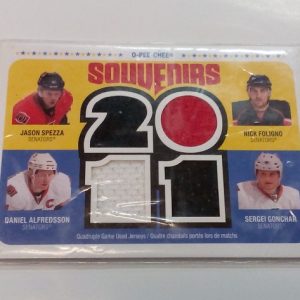 O-PEE-CHEE
SOUVENIRS
2011
JASON SPEZZA
SENATORS
NICK FOLIGNO
SENATORS
DANIEL ALFREDSSON
SENATORS
SERGEI GONCHAR
SENATORS
Quadruple Game Used Jerseys / Quatre chandails portés lors de matchs.